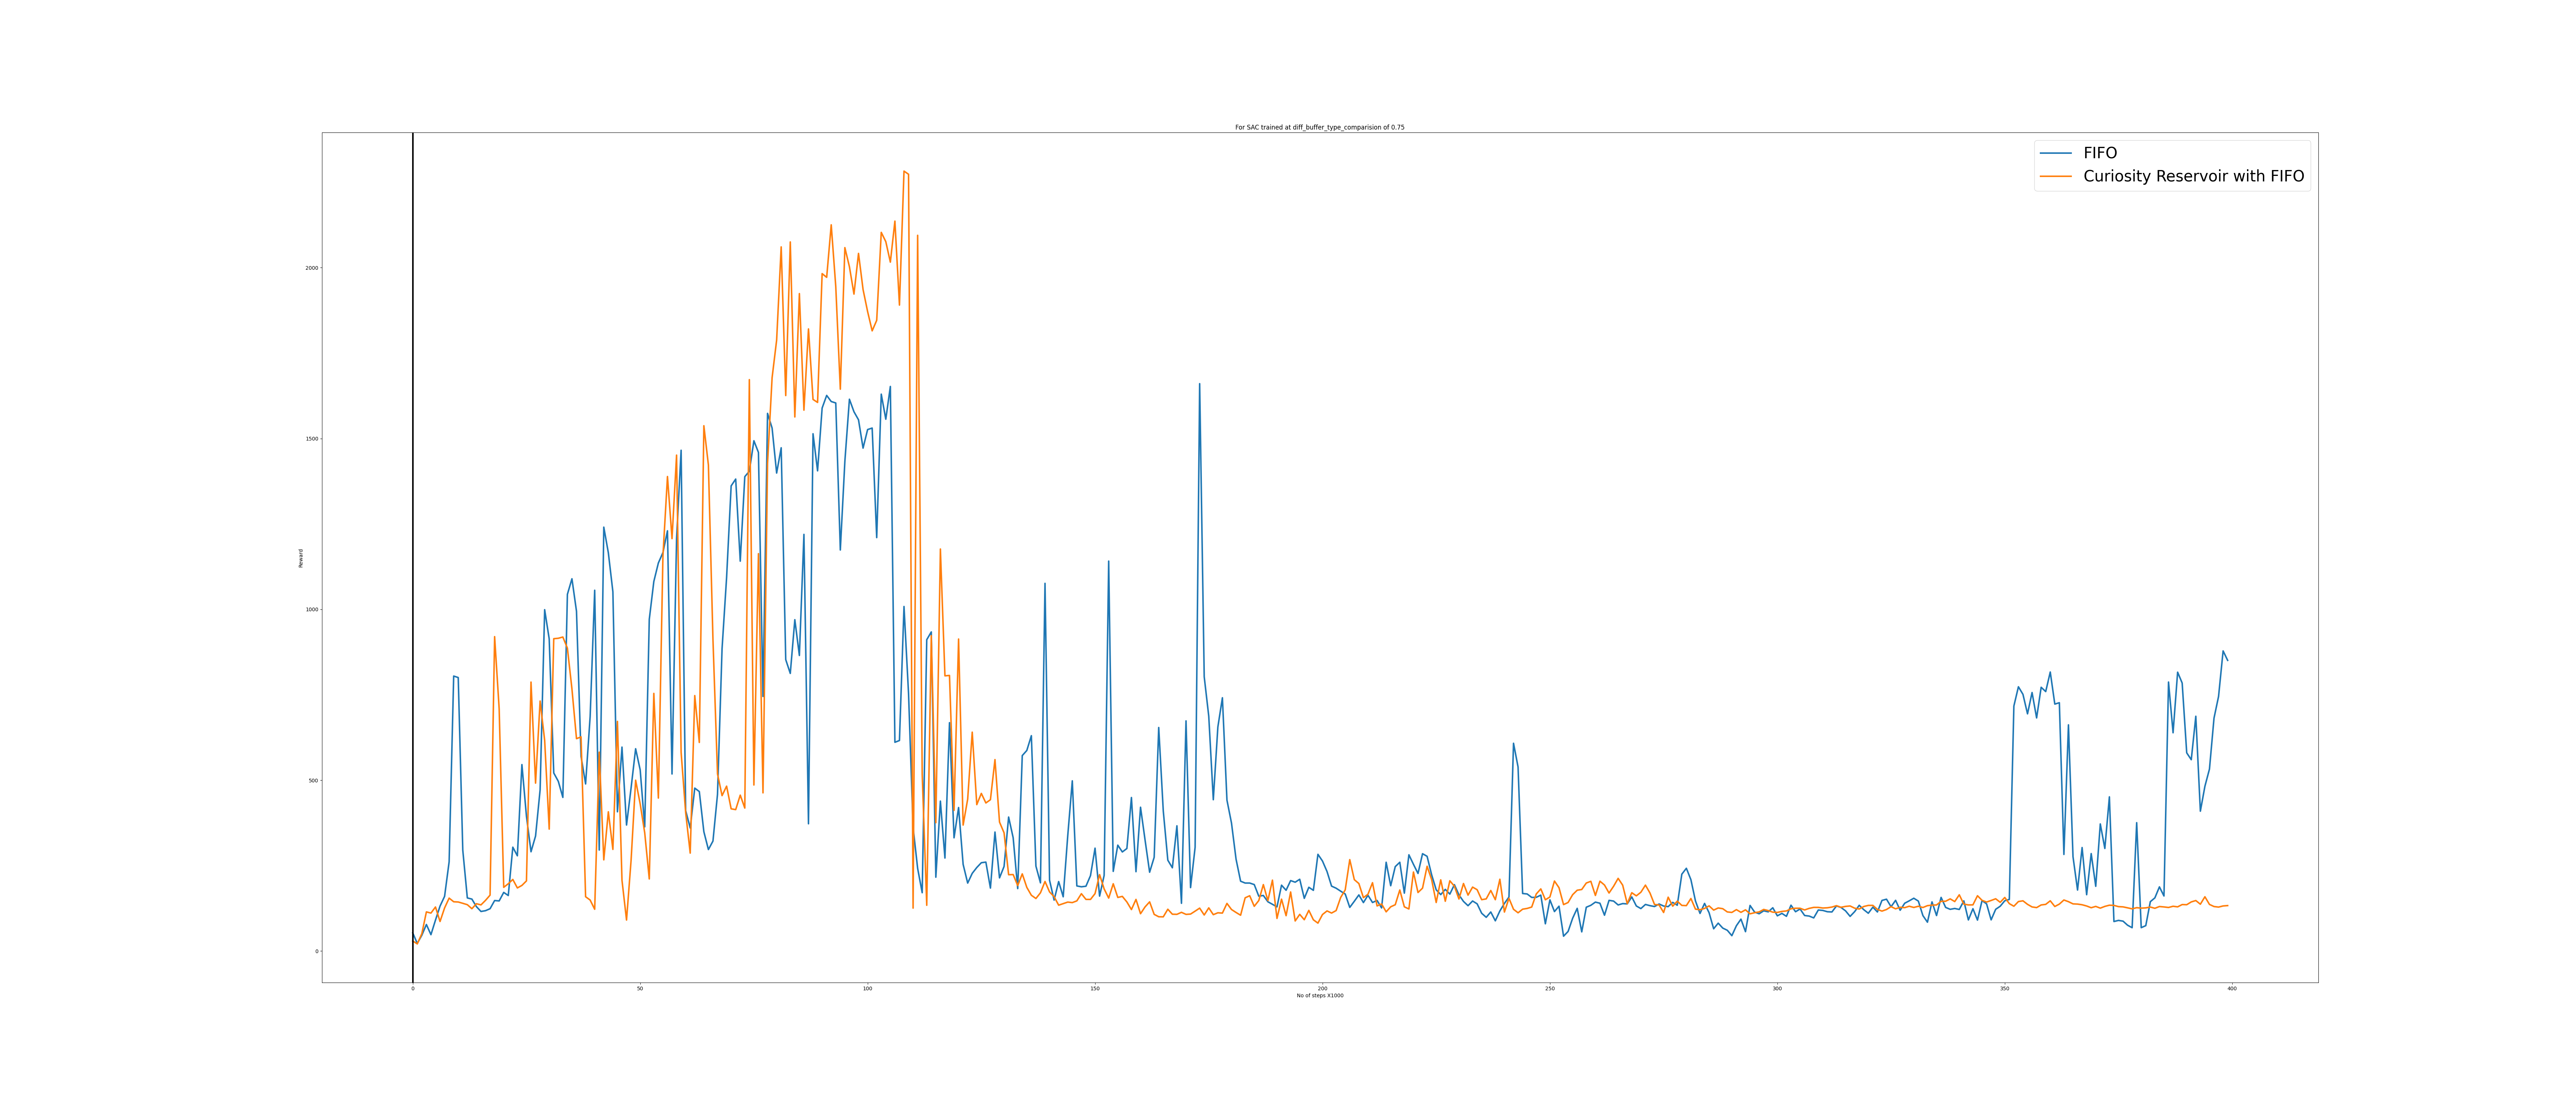 For SAC trained at diff_buffer_type_comparision of 0.75
FIFO
Curiosity Reservoir with FIFO
2000
1500
1000
500
0
Reward
0 50 100 150 200 250 300 350 400
No of steps X1000